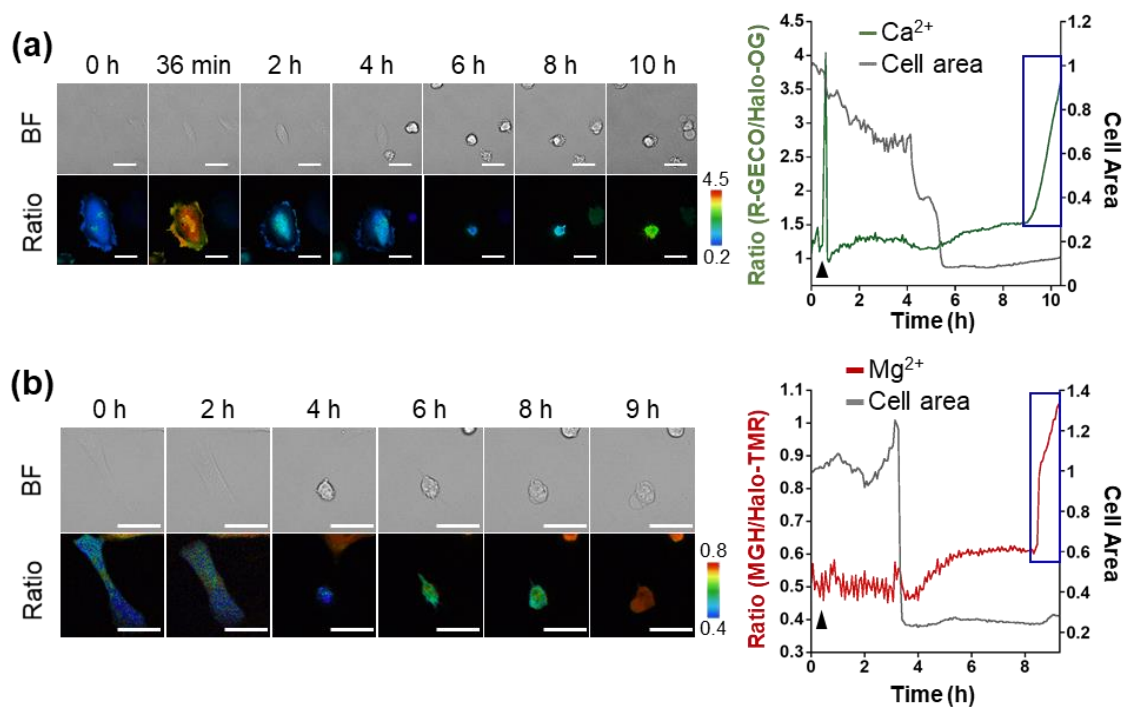 (a)
0 h 36 min 2 h 4 h 6 h 8 h 10 h
BF
Ratio
4.5
0.2
Ratio (R-GECO/Halo-OG)
4.5
4
3.5
3
2.5
2
1.5
1
Ca²⁺
Cell area
1.2
1
0.8
0.6
0.4
0.2
0
Cell Area
0 2 4 6 8 10
Time (h)
(b)
0 h 2 h 4 h 6 h 8 h 9 h
BF
Ratio
0.8
0.4
Ratio (MGH/Halo-TMR)
1.1
1
0.9
0.8
0.7
0.6
0.5
0.4
0.3
Mg²⁺
Cell area
1.4
1.2
1
0.8
0.6
0.4
0.2
Cell Area
0 2 4 6 8
Time (h)